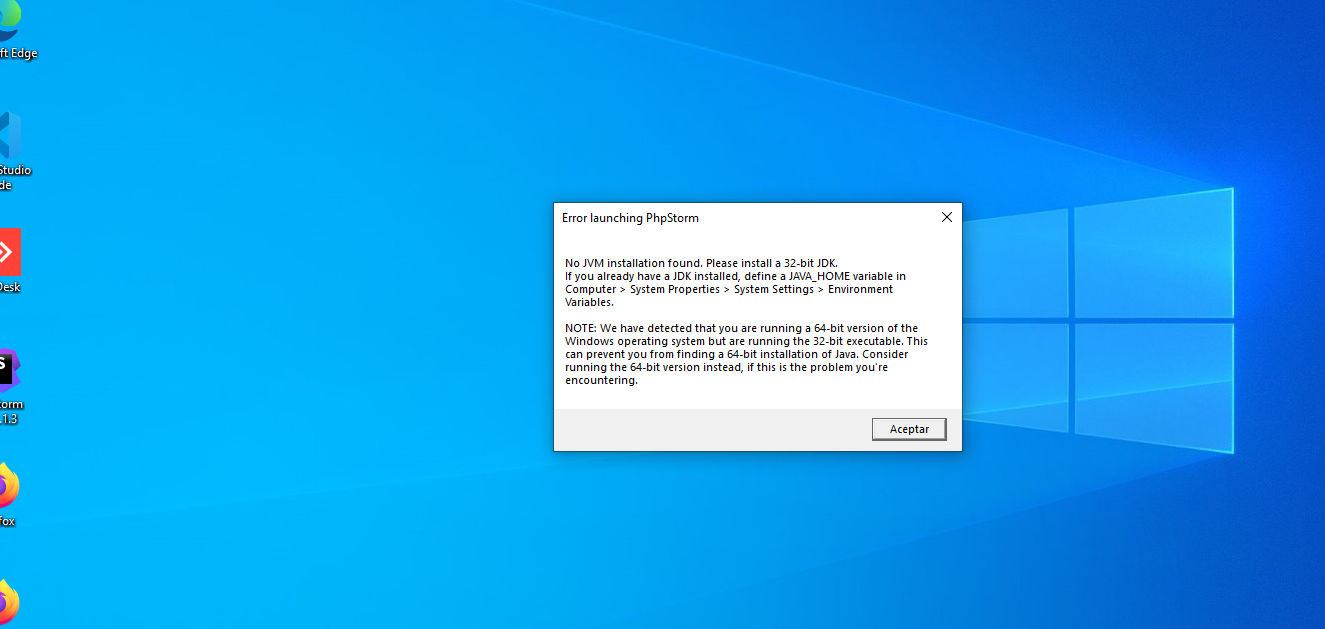 ft Edge
Studio
de
Desk
S
orm
.1.3
fox
Error launching PhpStorm
No JVM installation found. Please install a 32-bit JDK.
If you already have a JDK installed, define a JAVA_HOME variable in
Computer > System Properties > System Settings > Environment
Variables.
NOTE: We have detected that you are running a 64-bit version of the
Windows operating system but are running the 32-bit executable. This
can prevent you from finding a 64-bit installation of Java. Consider
running the 64-bit version instead, if this is the problem you're
encountering.
Aceptar